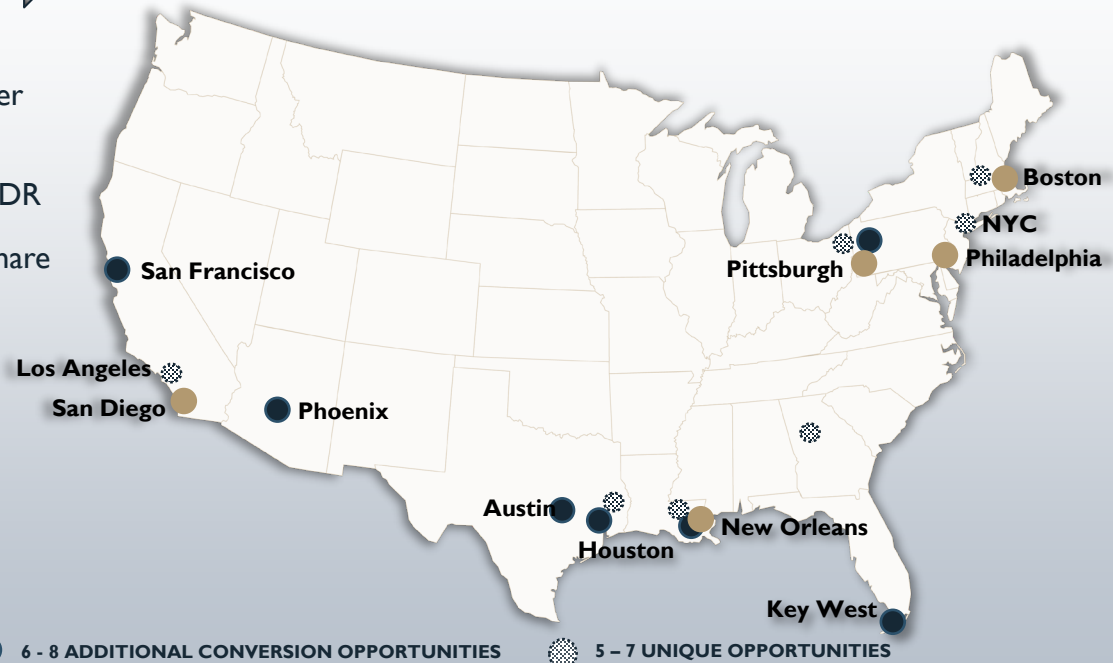 er
DR
hare
Boston
NYC
Philadelphia
Pittsburgh
San Francisco
Los Angeles
San Diego
Phoenix
Austin
Houston
New Orleans
Key West
6 - 8 ADDITIONAL CONVERSION OPPORTUNITIES
5 – 7 UNIQUE OPPORTUNITIES